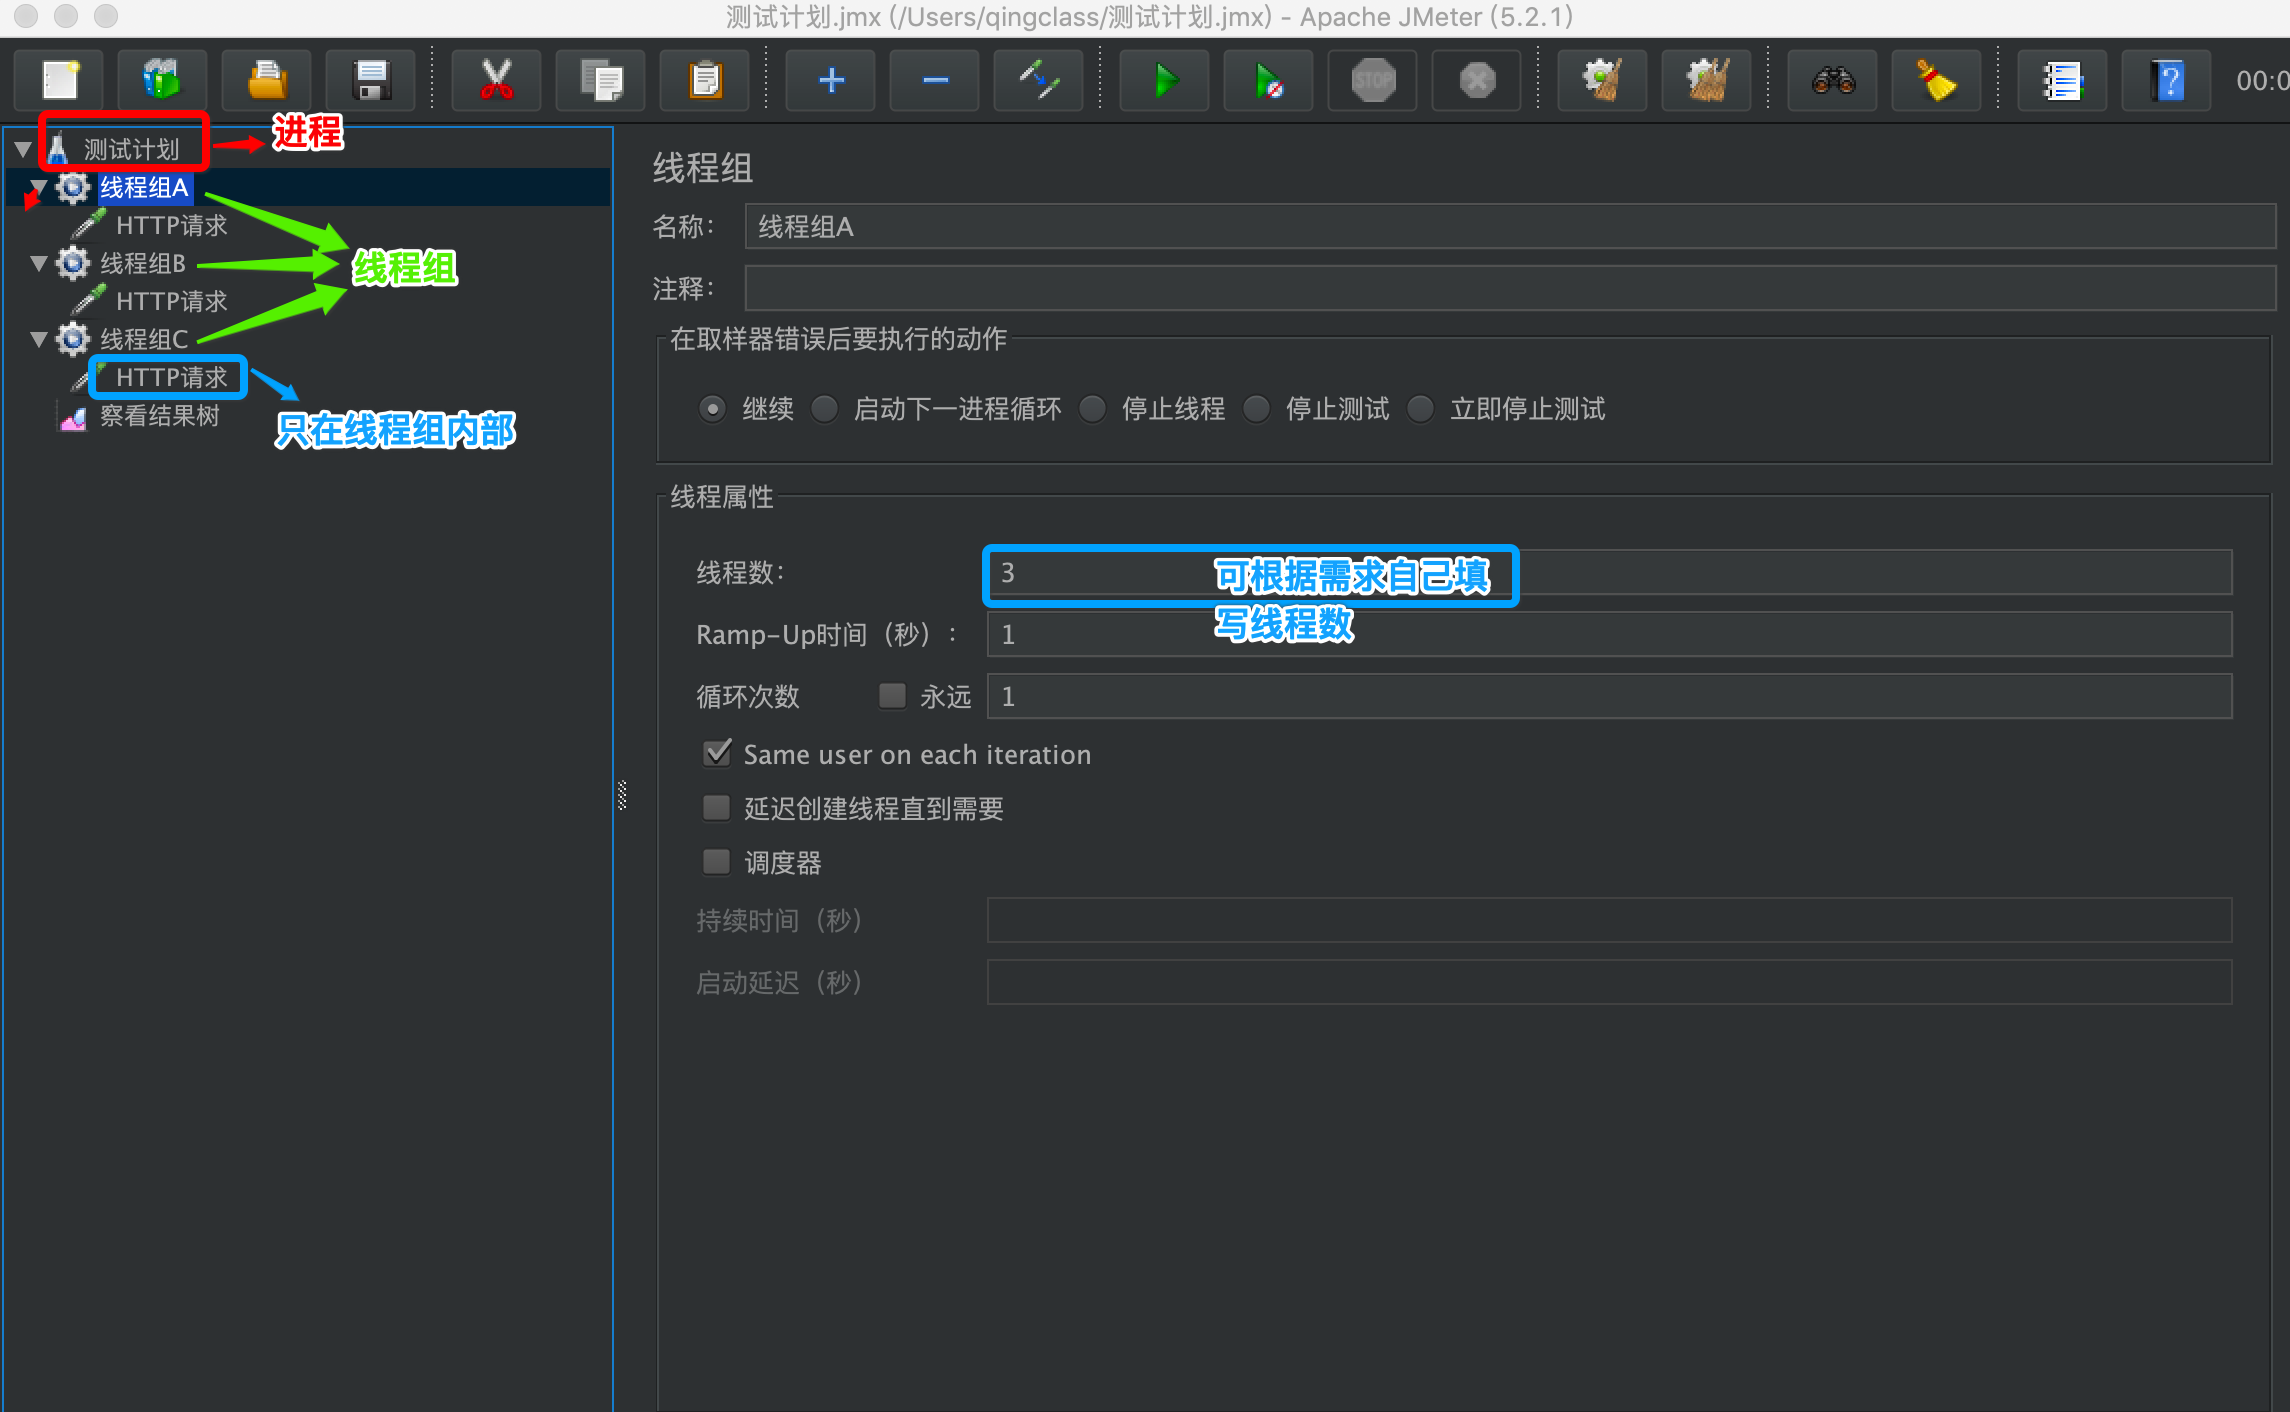 测试计划.jmx (/Users/qingclass/测试计划.jmx) - Apache JMeter (5.2.1)
STOP
00:0
测试计划
进程
线程组A
HTTP请求
线程组B
线程组
HTTP请求
线程组C
HTTP请求
察看结果树
只在线程组内部
线程组
名称：
线程组A
注释：
在取样器错误后要执行的动作
继续 启动下一进程循环 停止线程 停止测试 立即停止测试
线程属性
线程数：
3
可根据需求自己填
写线程数
Ramp-Up时间（秒）：
1
循环次数 永远 1
Same user on each iteration
延迟创建线程直到需要
调度器
持续时间（秒）
启动延迟（秒）